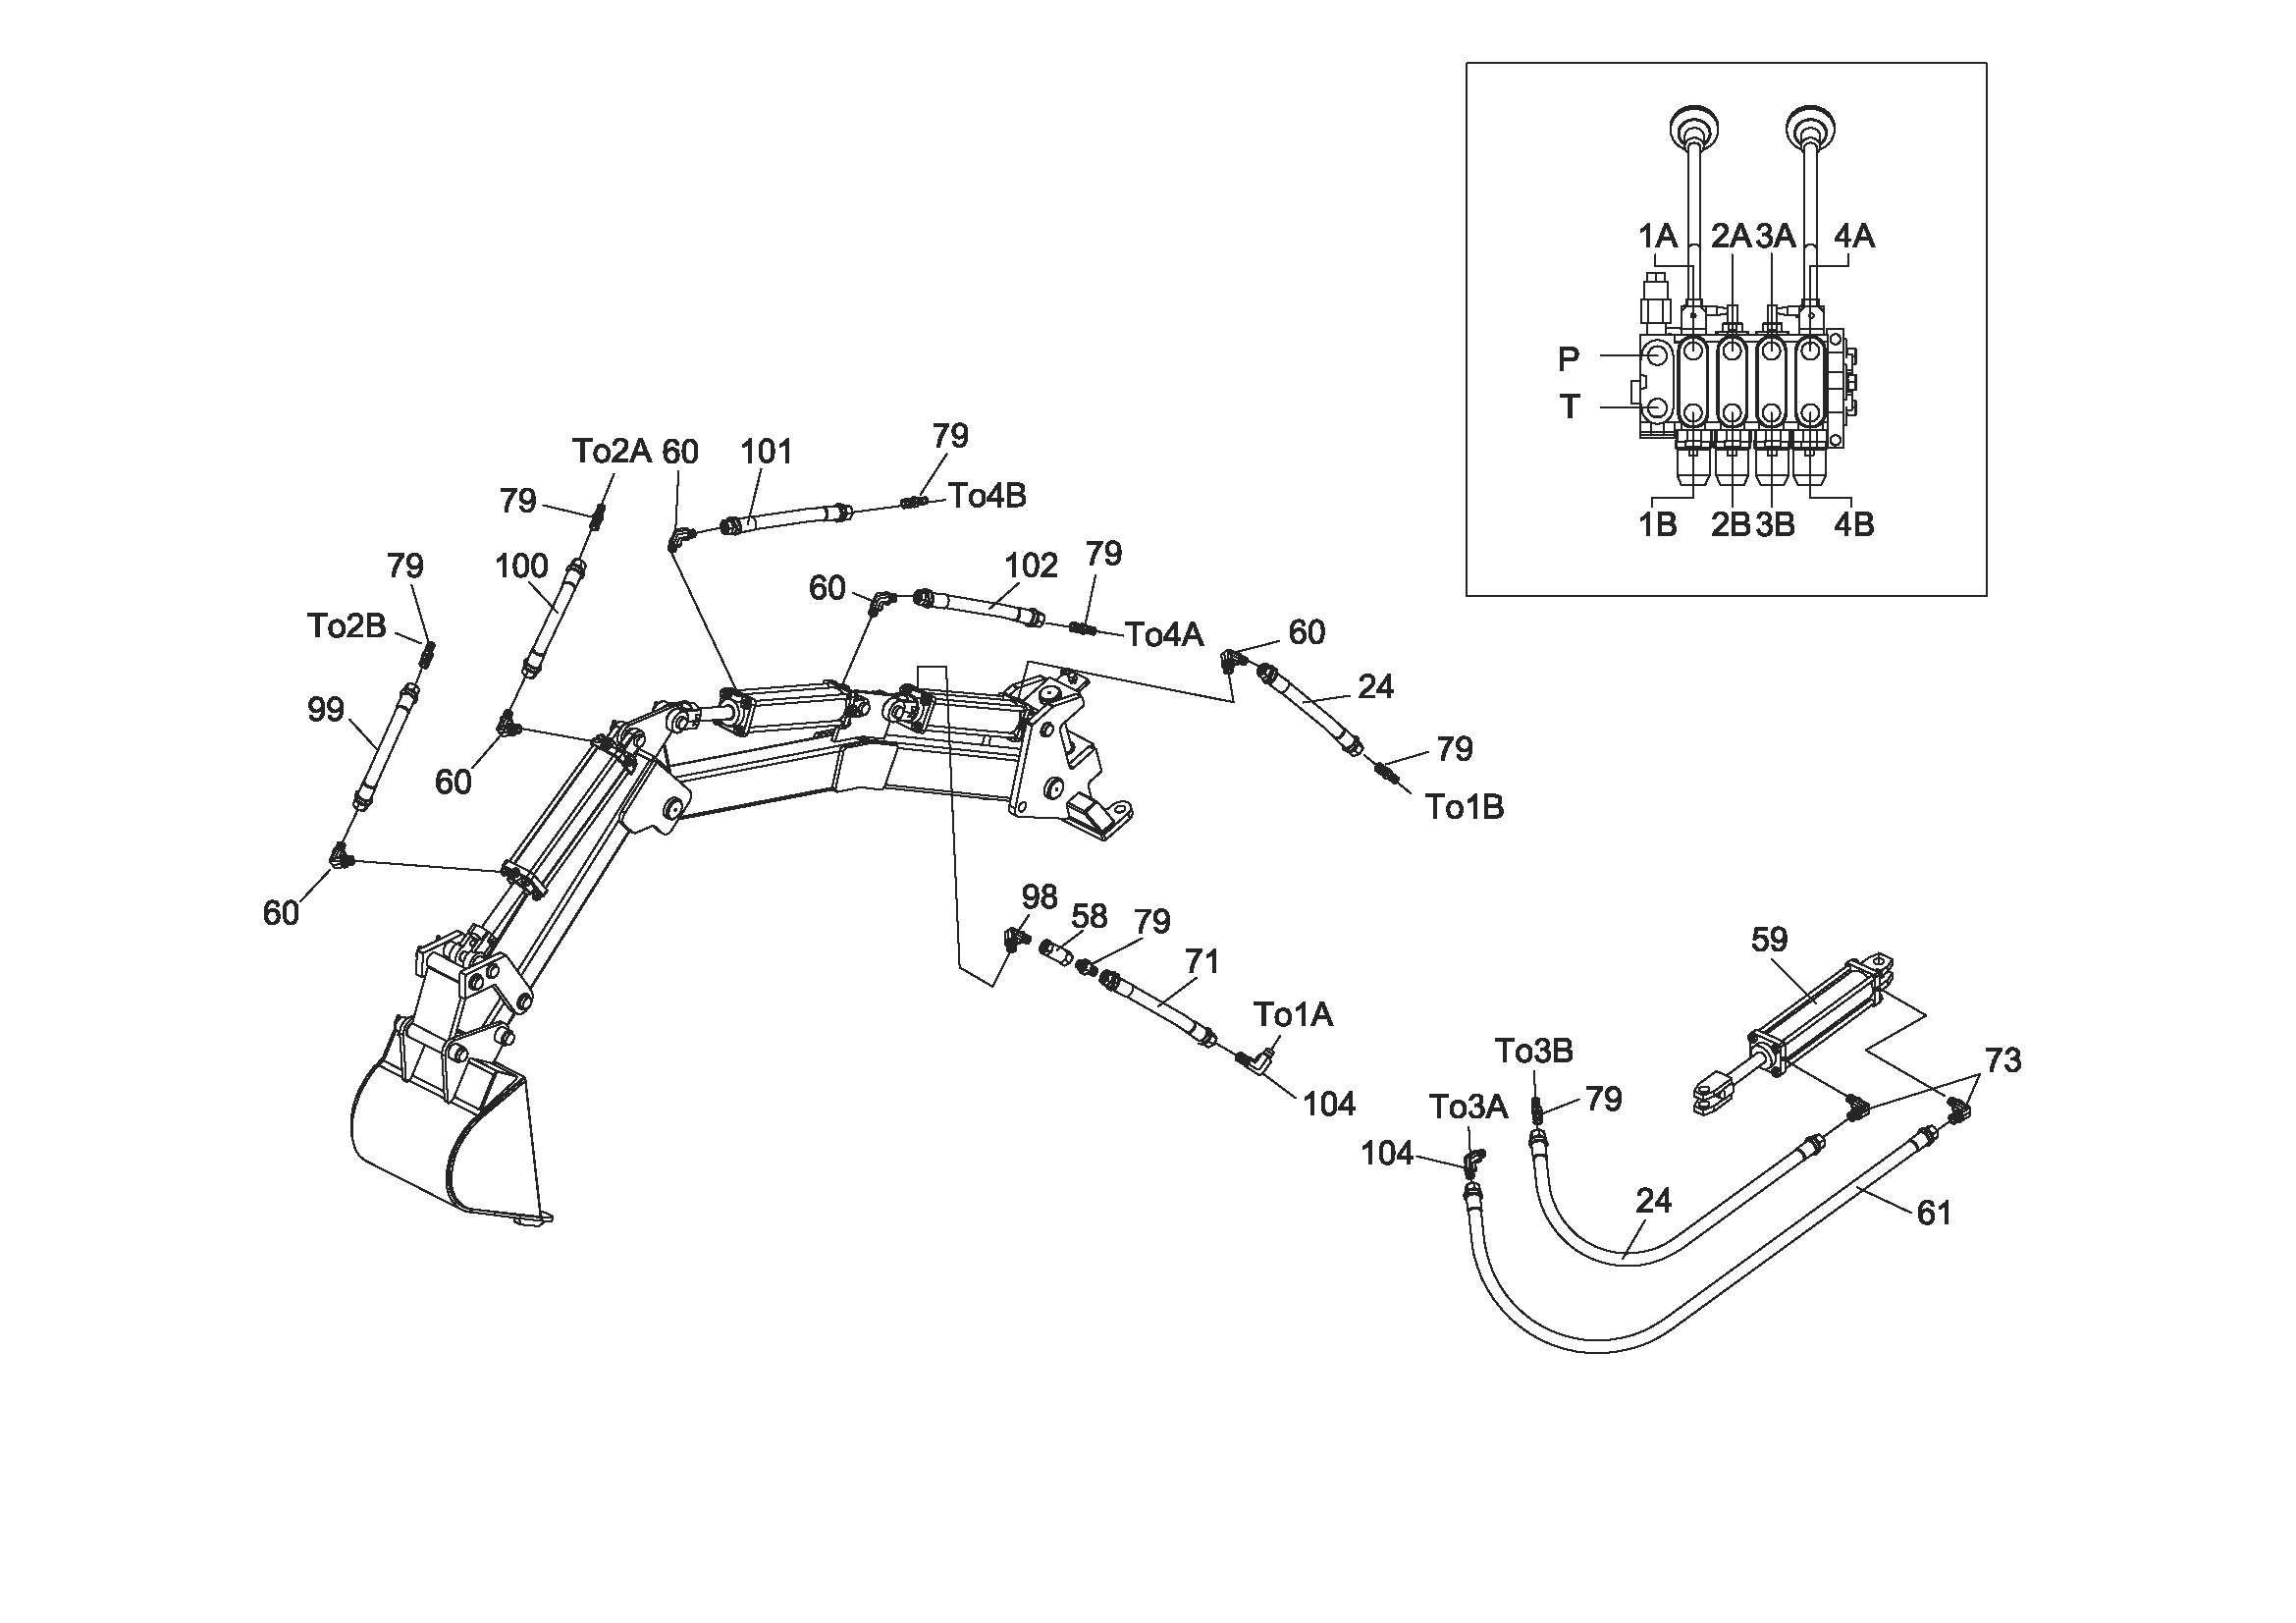 1A 2A 3A 4A
P
T
1B 2B 3B 4B
To2A 60 101 79
79 To4B
79 100 60 102 79
To2B To4A 60
99 24
60 79
To1B
60 98 58 79
71 59
To1A
To3B 73
104 To3A 79
104
24 61